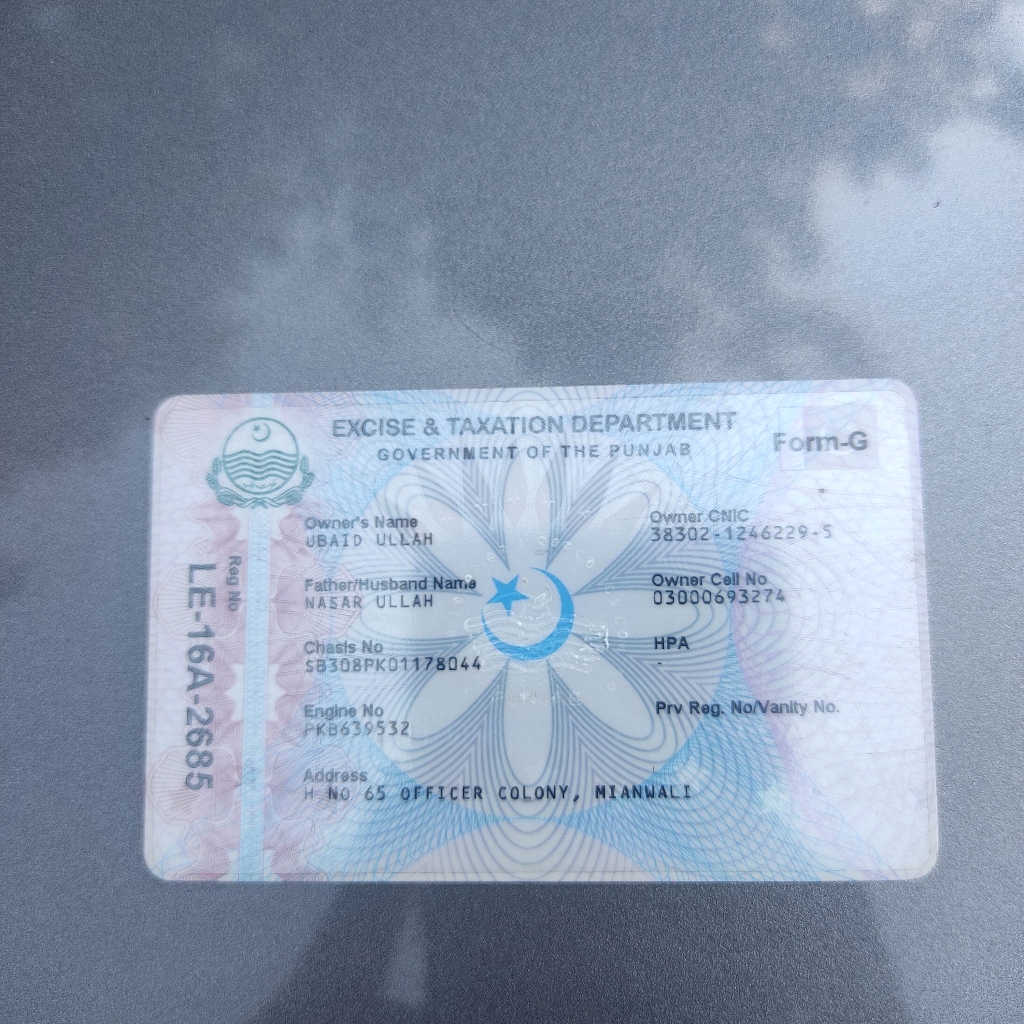 EXCISE & TAXATION DEPARTMENT
GOVERNMENT OF THE PUNJAB
Form-G
Owner's Name
UBAID ULLAH
Owner CNIC
38302-1246229-5
Father/Husband Name
NASAR ULLAH
Owner Cell No
03000693274
Chasis No
SB308PK01178044
HPA
-
Engine No
PKB639532
Prv Reg. No/Vanity No.
Address
H NO 65 OFFICER COLONY, MIANWALI
Reg No
LE-16A-2685